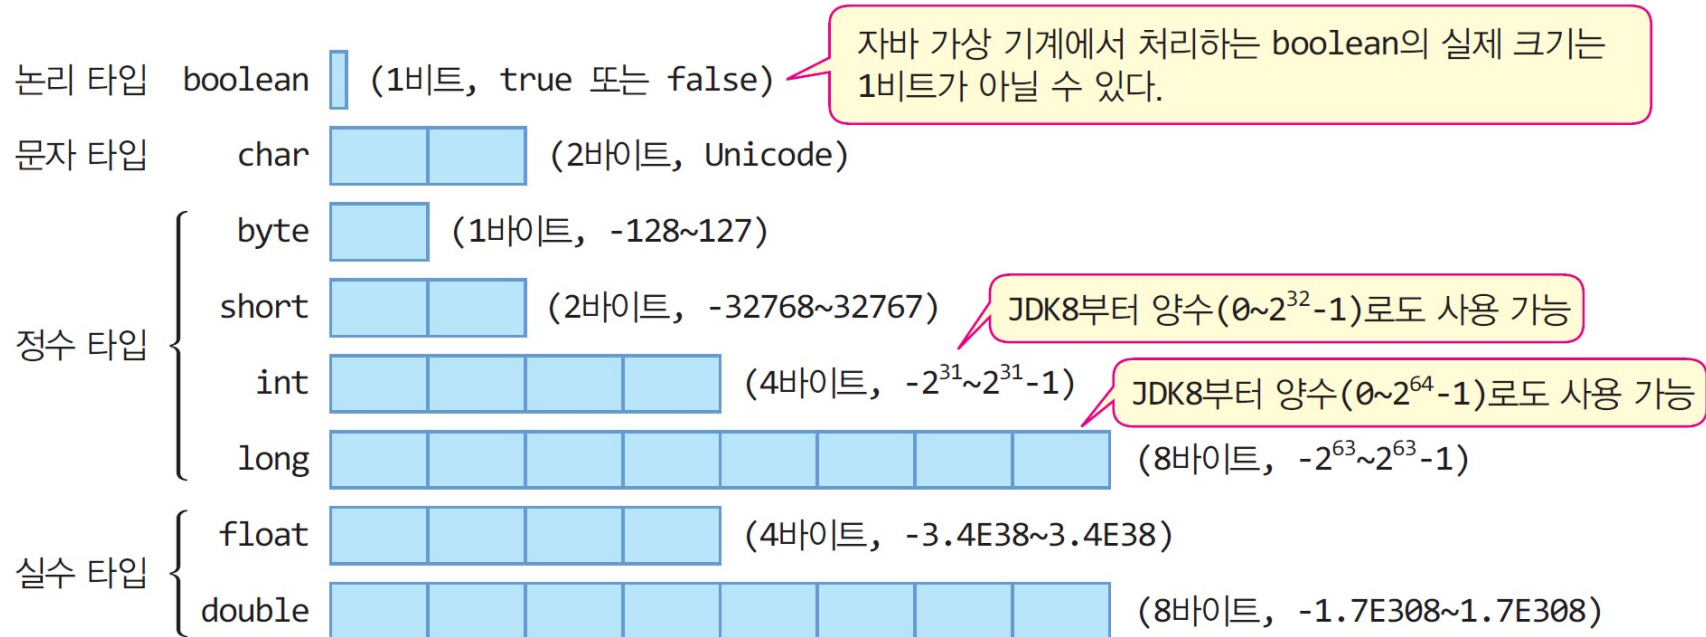 논리 타입 boolean (1비트, true 또는 false)
자바 가상 기계에서 처리하는 boolean의 실제 크기는
1비트가 아닐 수 있다.
문자 타입 char (2바이트, Unicode)
정수 타입
byte (1바이트, -128~127)
short (2바이트, -32768~32767)
JDK8부터 양수(0~2³²-1)로도 사용 가능
int (4바이트, -2³¹~2³¹-1)
JDK8부터 양수(0~2⁶⁴-1)로도 사용 가능
long (8바이트, -2⁶³~2⁶³-1)
실수 타입
float (4바이트, -3.4E38~3.4E38)
double (8바이트, -1.7E308~1.7E308)